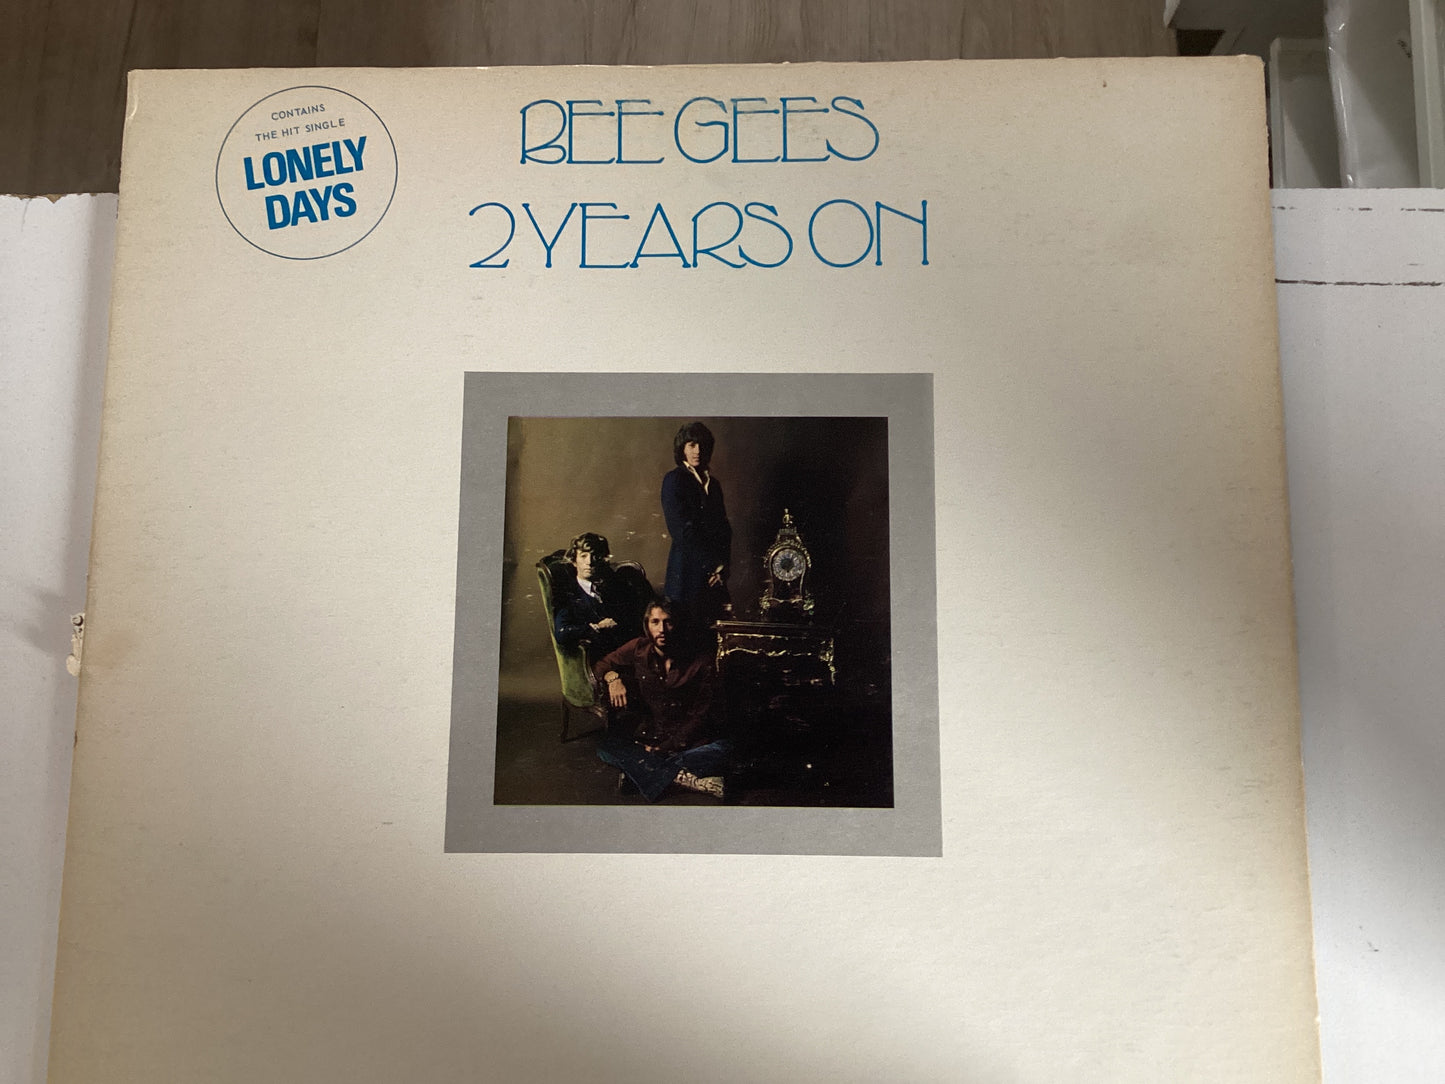 CONTAINS
THE HIT SINGLE
LONELY
DAYS
BEE GEES
2 YEARS ON